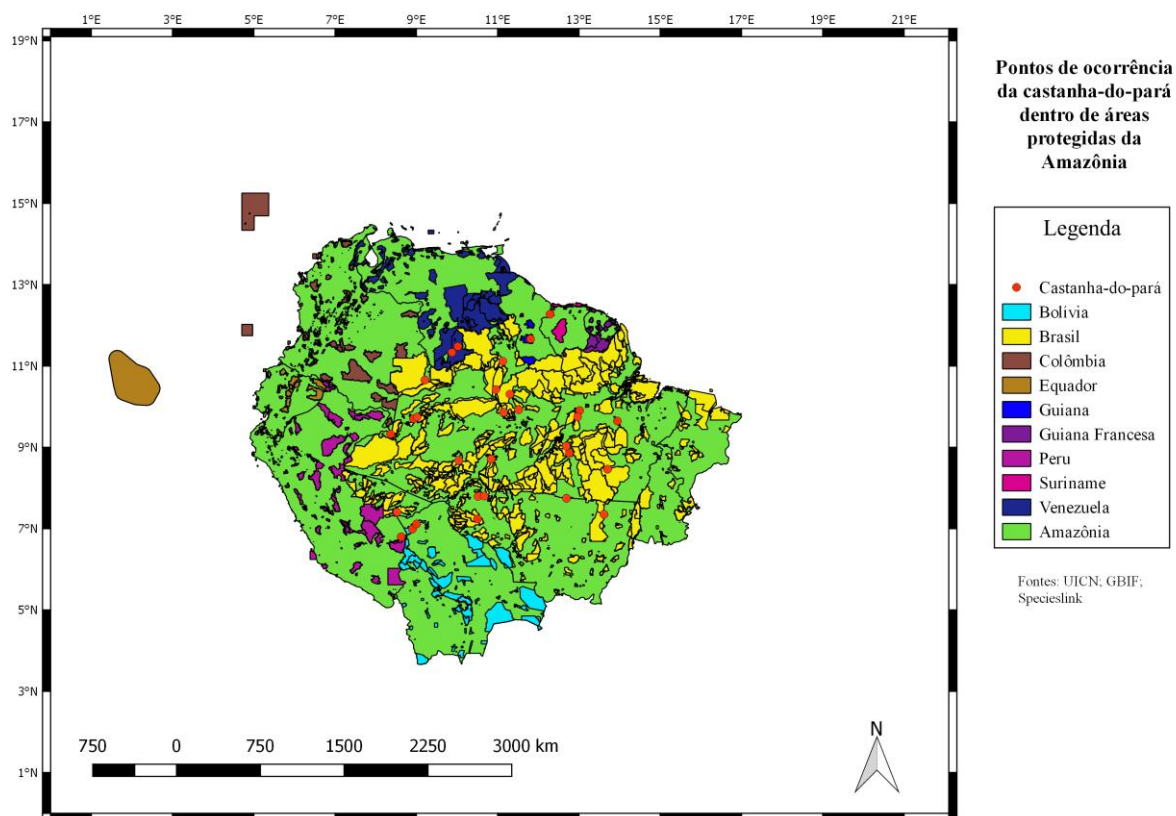 1°E 3°E 5°E 7°E 9°E 11°E 13°E 15°E 17°E 19°E 21°E
19°N
17°N
15°N
13°N
11°N
9°N
7°N
5°N
3°N
1°N
Pontos de ocorrência
da castanha-do-pará
dentro de áreas
protegidas da
Amazônia
Legenda
Castanha-do-pará
Bolívia
Brasil
Colômbia
Equador
Guiana
Guiana Francesa
Peru
Suriname
Venezuela
Amazônia
Fontes: UICN; GBIF;
Specieslink
750 0 750 1500 2250 3000 km
N